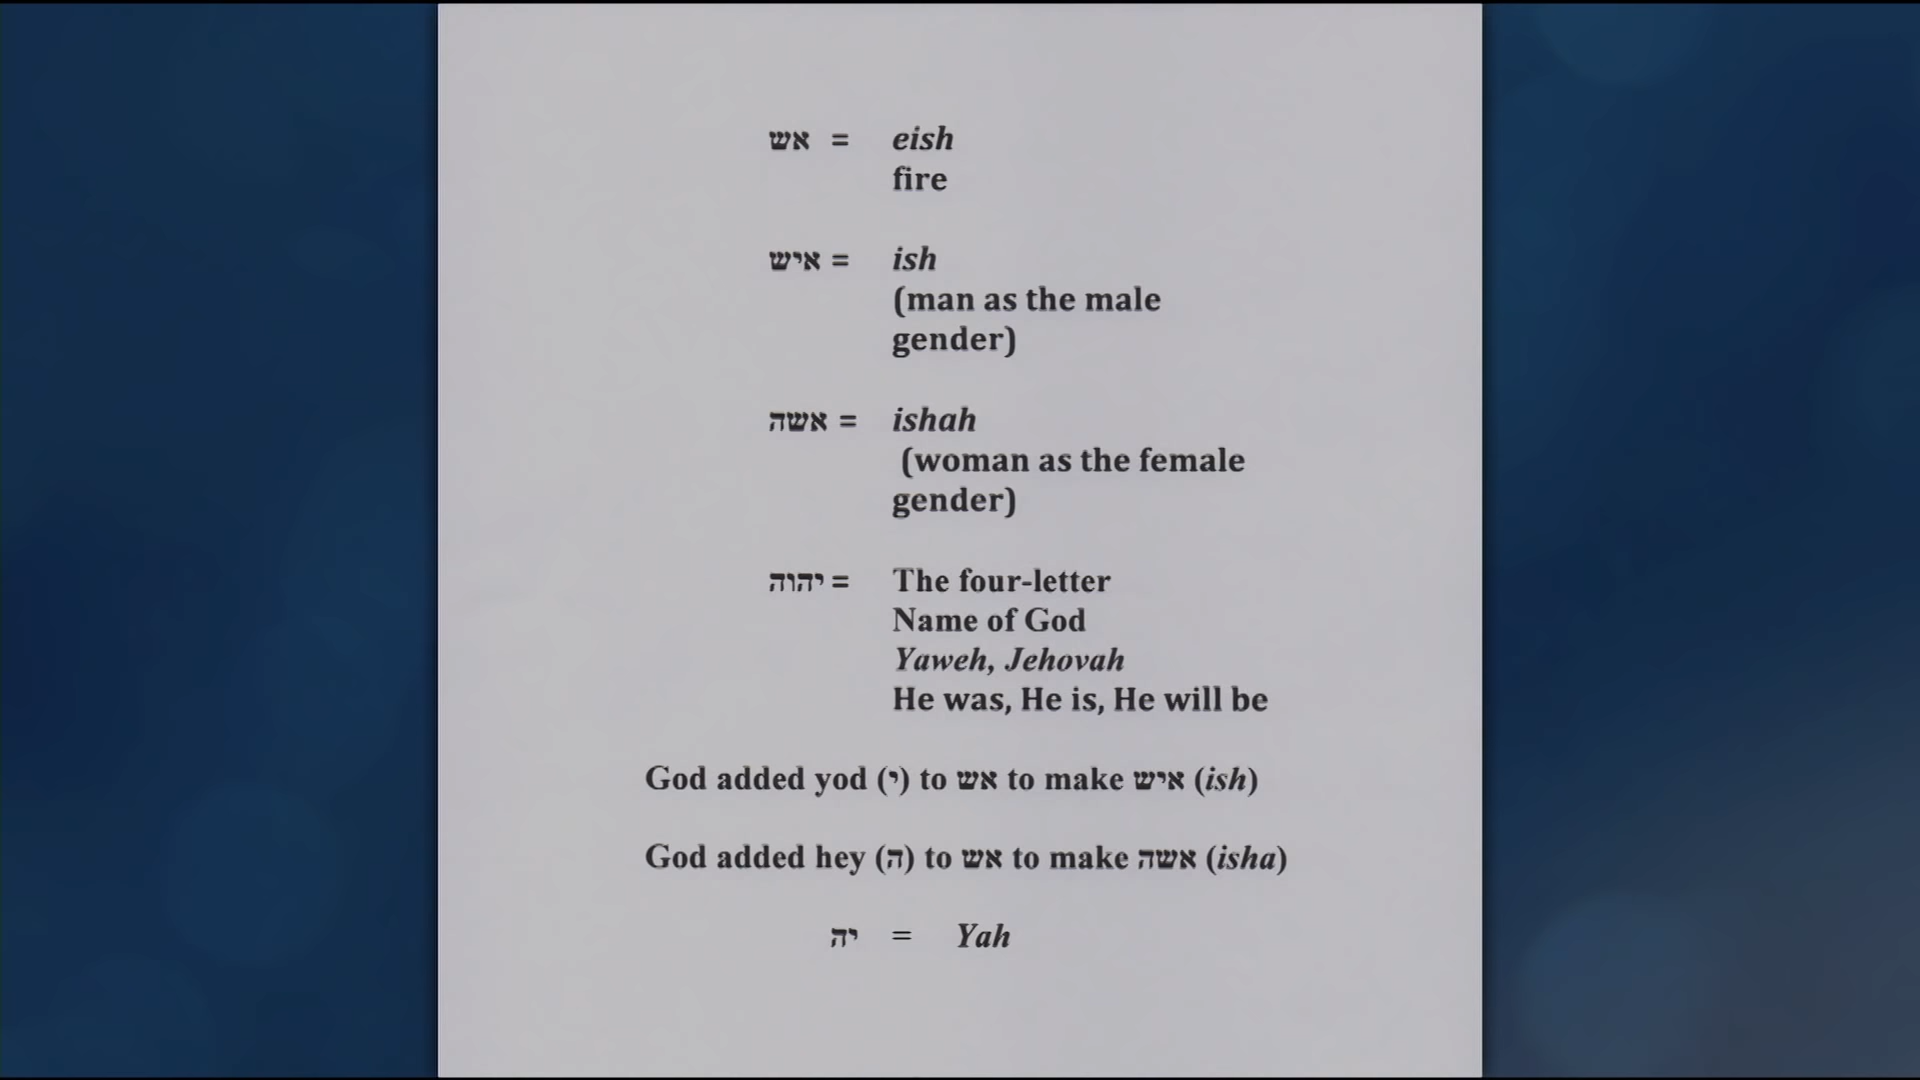 אש = eish
fire
איש = ish
(man as the male
gender)
אשה = ishah
(woman as the female
gender)
יהוה = The four-letter
Name of God
Yaweh, Jehovah
He was, He is, He will be
God added yod (י) to אש to make איש (ish)
God added hey (ה) to אש to make אשה (isha)
יה = Yah